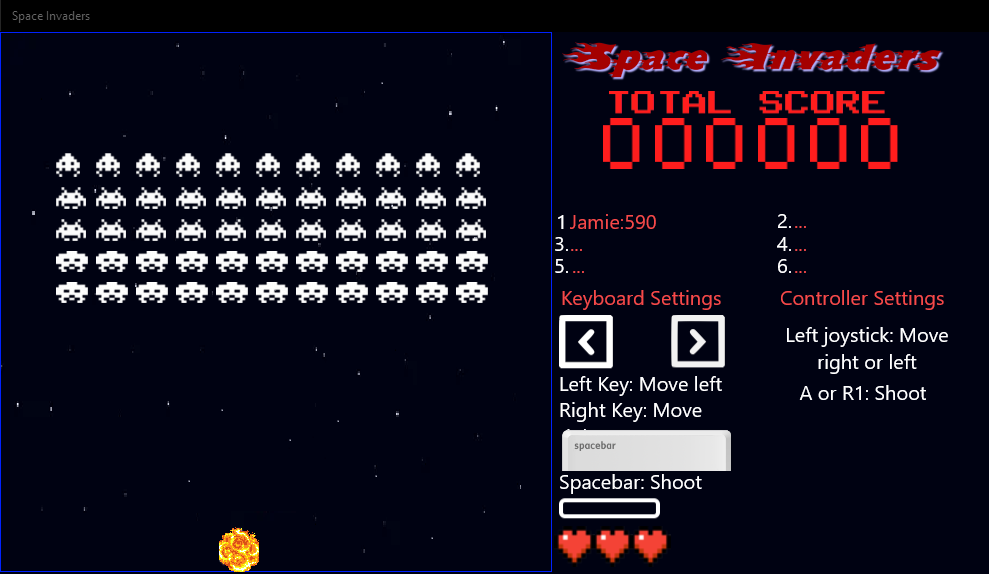 Space Invaders
Space Invaders
TOTAL SCORE
000000
1 Jamie:590 2. ...
3. ... 4. ...
5. ... 6. ...
Keyboard Settings Controller Settings
Left joystick: Move
right or left
A or R1: Shoot
Left Key: Move left
Right Key: Move
spacebar
Spacebar: Shoot